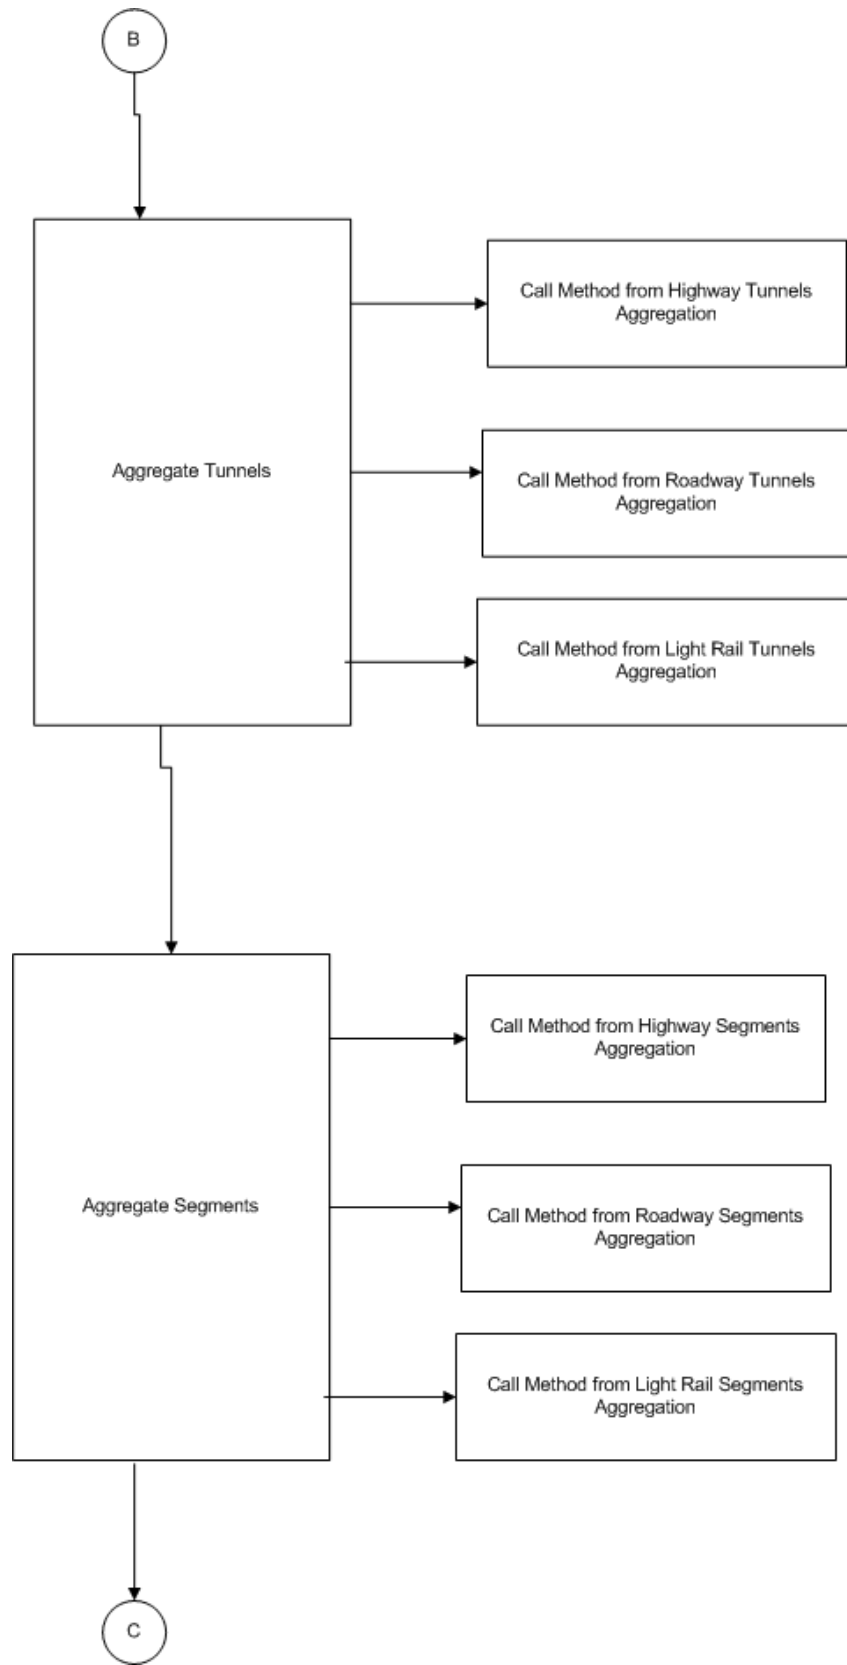 B
Call Method from Highway Tunnels
Aggregation
Aggregate Tunnels
Call Method from Roadway Tunnels
Aggregation
Call Method from Light Rail Tunnels
Aggregation
Call Method from Highway Segments
Aggregation
Aggregate Segments
Call Method from Roadway Segments
Aggregation
Call Method from Light Rail Segments
Aggregation
C